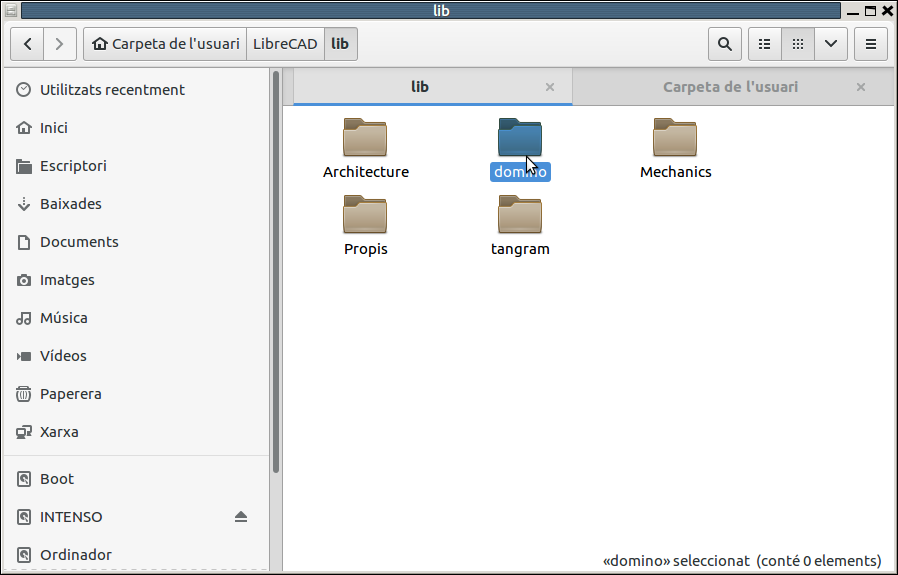 lib
Carpeta de l'usuari LibreCAD lib
Utilitzats recentment
Inici
Escriptori
Baixades
Documents
Imatges
Música
Vídeos
Paperera
Xarxa
Boot
INTENSO
Ordinador
lib Carpeta de l'usuari
Architecture domino Mechanics
Propis tangram
«domino» seleccionat (conté 0 elements)